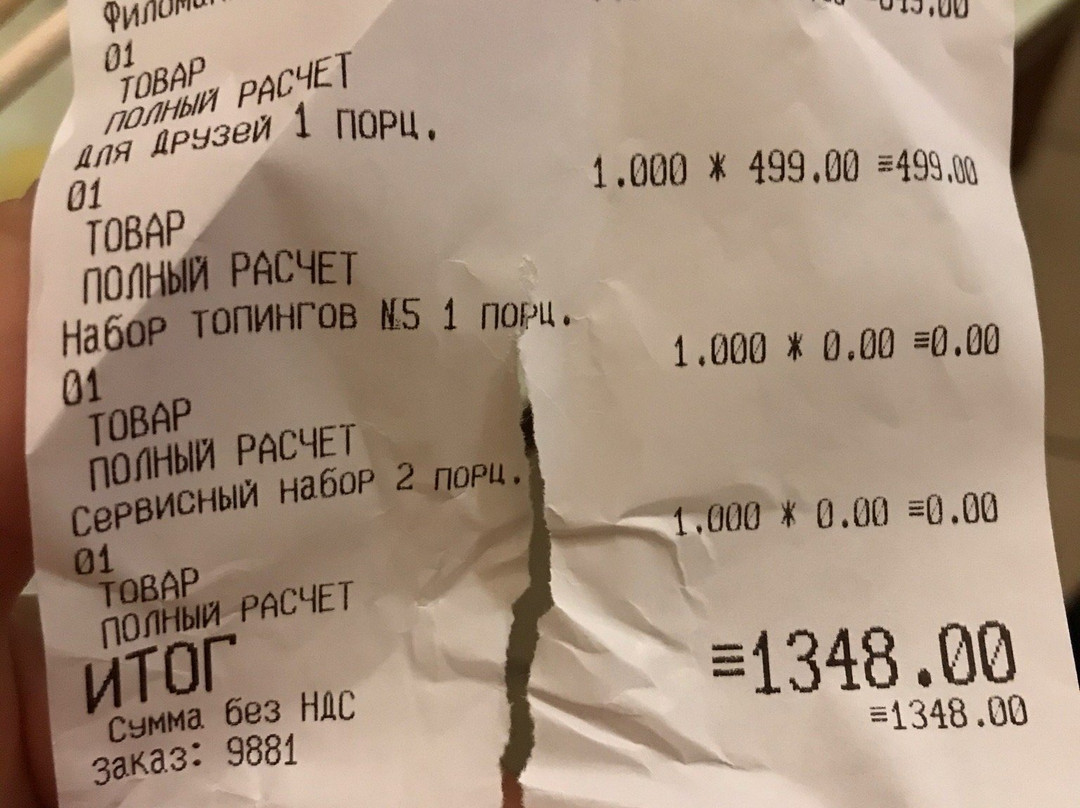 01
ТОВАР
ПОЛНЫЙ РАСЧЕТ
Для Друзей 1 ПОРЦ.
1.000 * 499.00 ≡499.00
01
ТОВАР
ПОЛНЫЙ РАСЧЕТ
Набор ТОПИНГОВ №5 1 ПОРЦ.
1.000 * 0.00 ≡0.00
01
ТОВАР
ПОЛНЫЙ РАСЧЕТ
Сервисный набор 2 ПОРЦ.
1.000 * 0.00 ≡0.00
01
ТОВАР
ПОЛНЫЙ РАСЧЕТ
ИТОГ ≡1348.00
Сумма без НДС ≡1348.00
Заказ: 9881